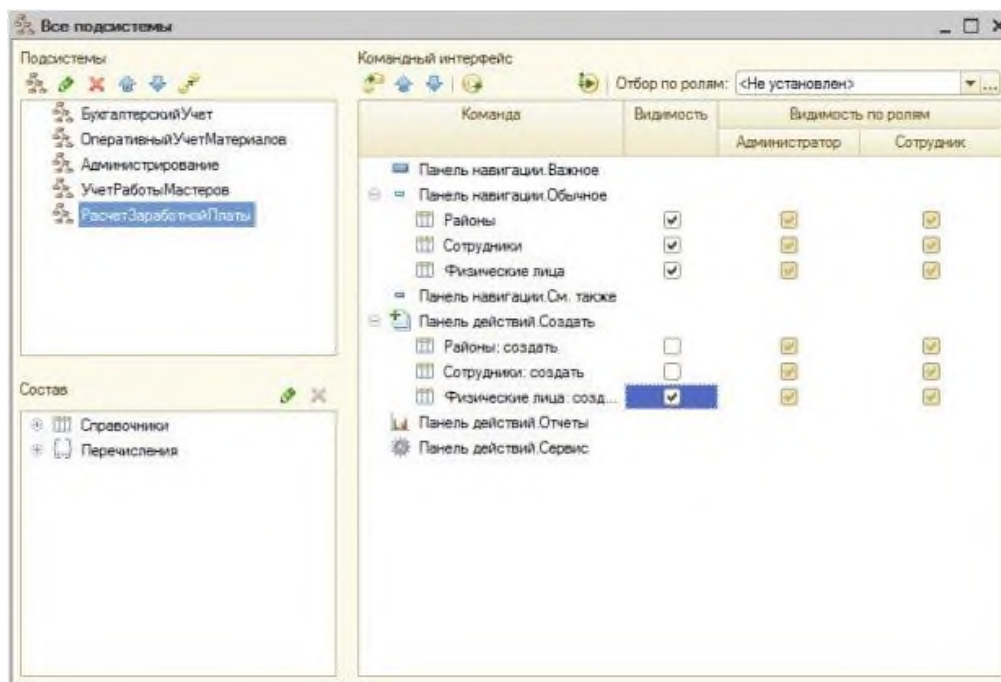 Все подсистемы
Подсистемы
БухгалтерскийУчет
ОперативныйУчетМатериалов
Администрирование
УчетРаботыМастеров
РасчетЗаработнойПлаты
Состав
Справочники
Перечисления
Командный интерфейс
Отбор по ролям: <Не установлен>
Команда Видимость Видимость по ролям
Администратор Сотрудник
Панель навигации.Важное
Панель навигации.Обычное
Районы
Сотрудники
Физические лица
Панель навигации.См. также
Панель действий.Создать
Районы: создать
Сотрудники: создать
Физические лица: созд...
Панель действий.Отчеты
Панель действий.Сервис